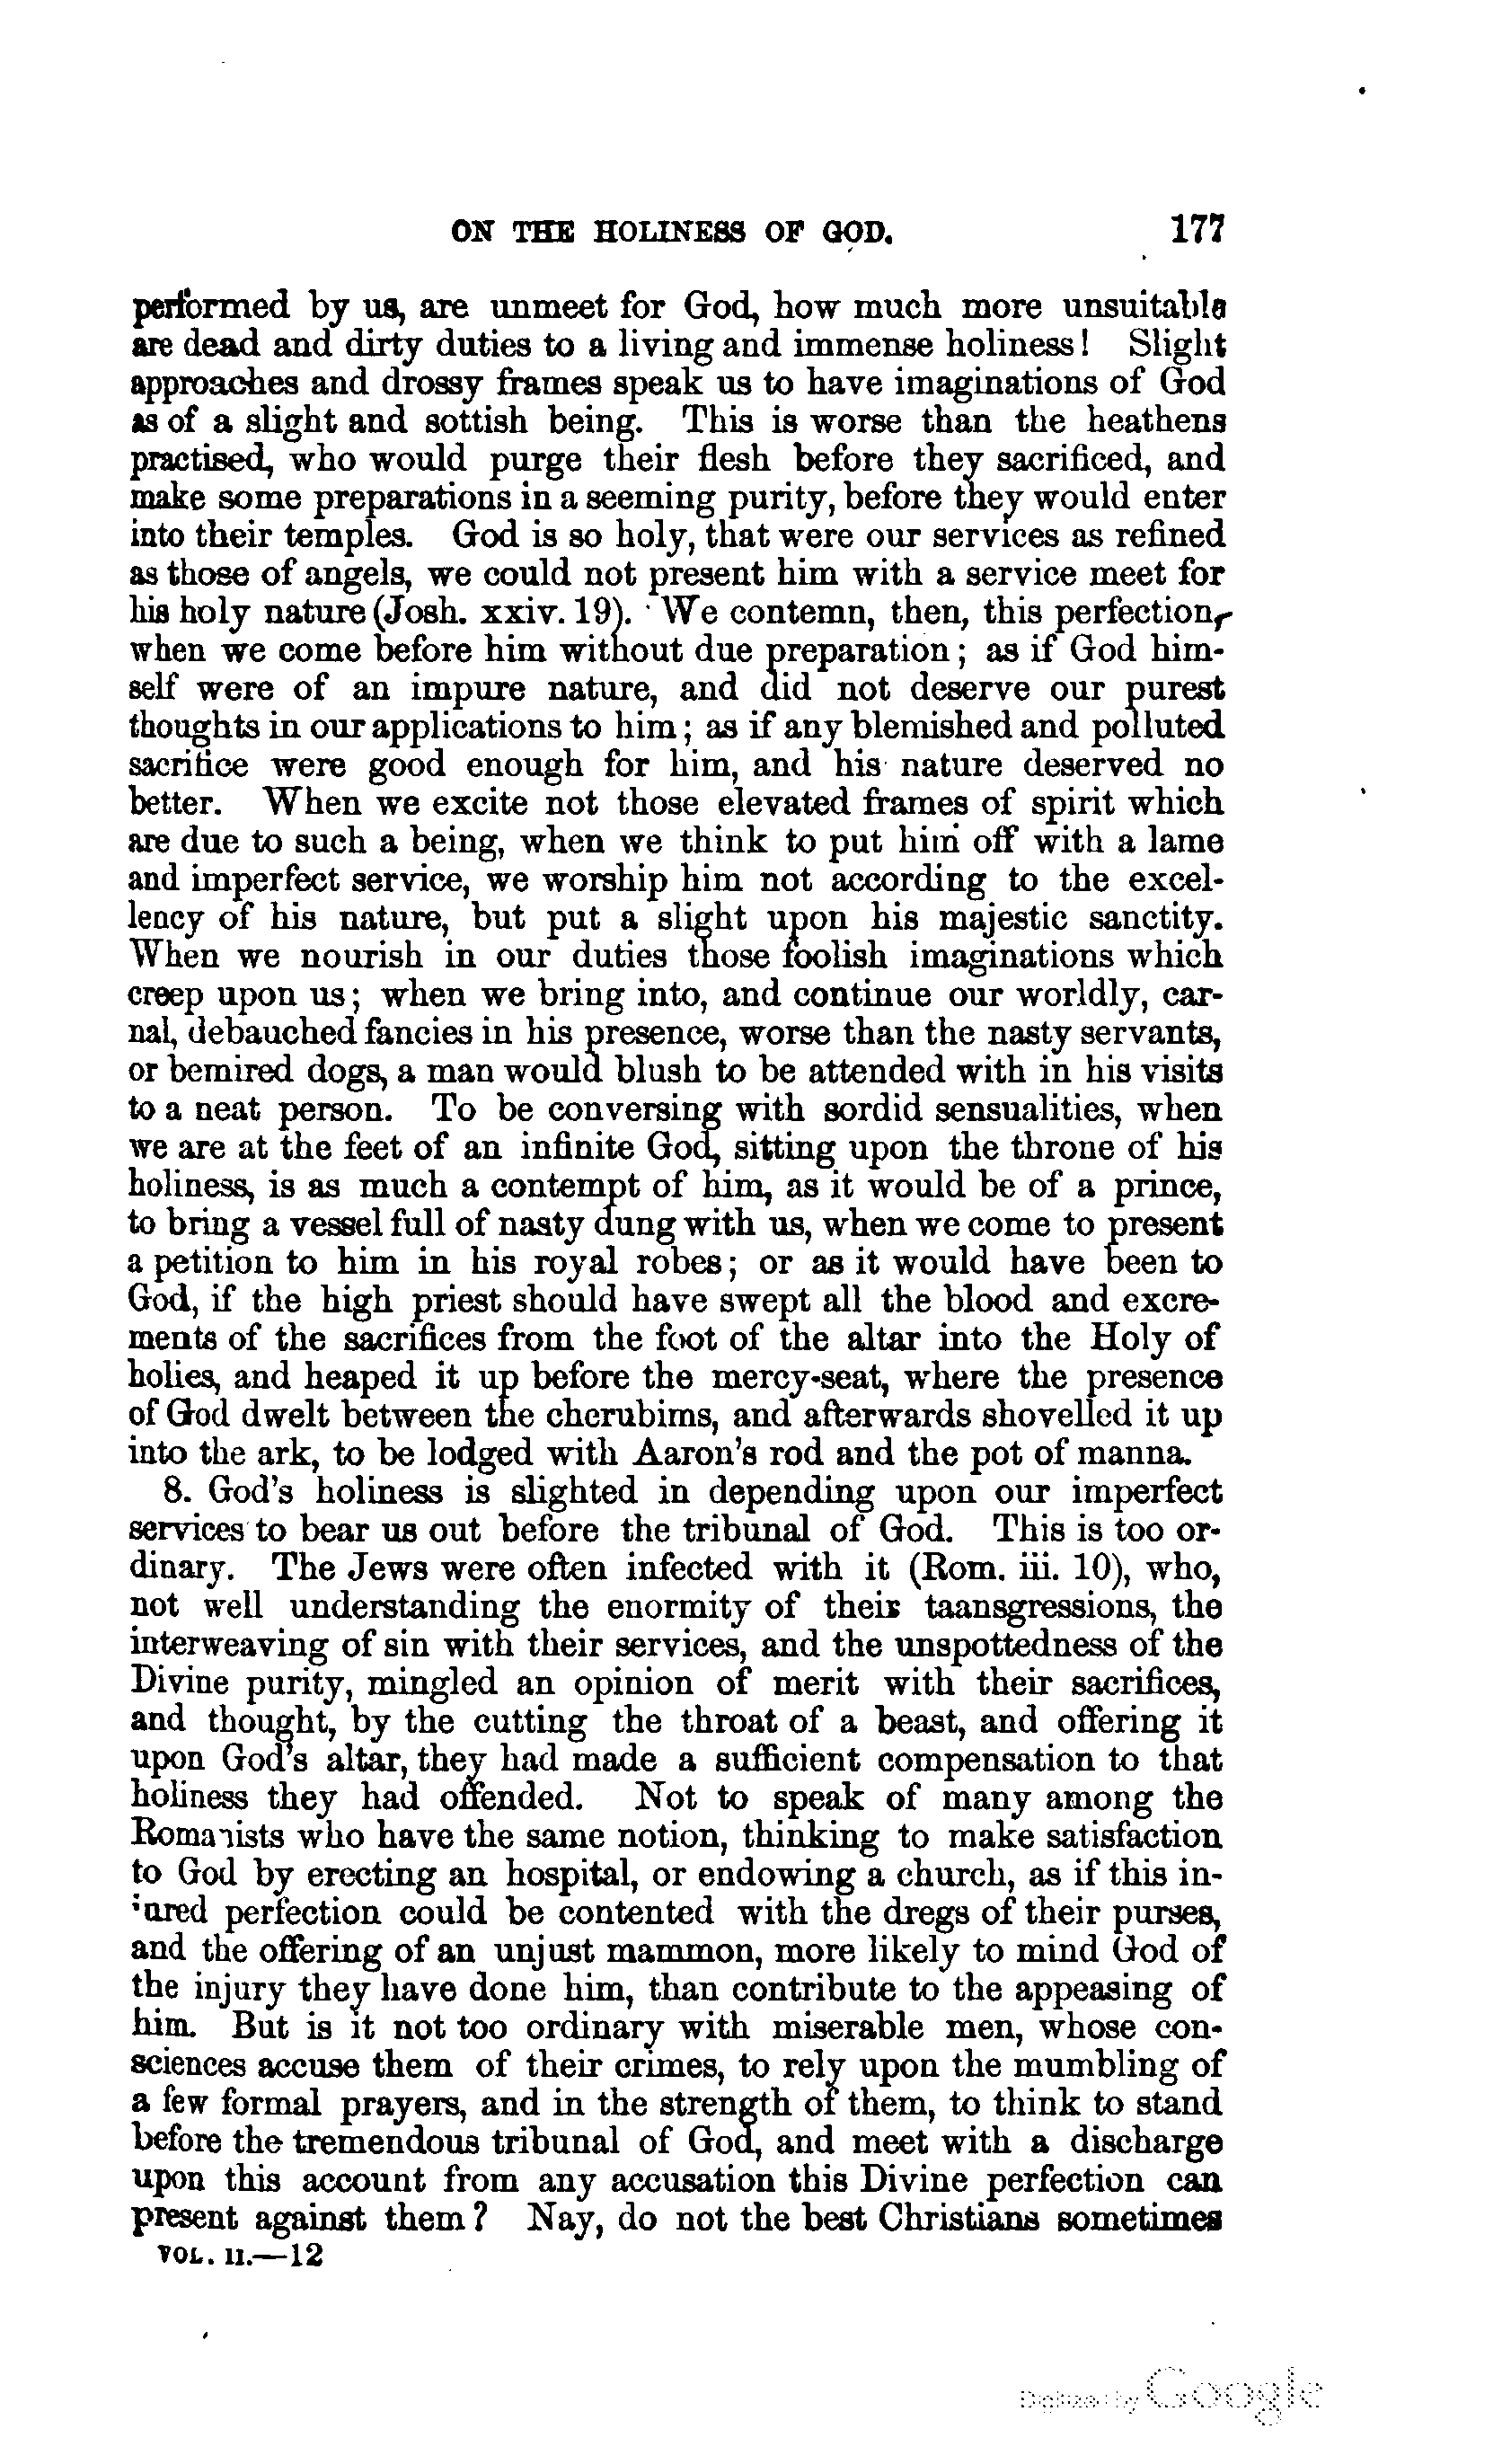 ON THE HOLINESS OF GOD. 177
performed by us, are unmeet for God, how much more unsuitable
are dead and dirty duties to a living and immense holiness! Slight
approaches and drossy frames speak us to have imaginations of God
as of a slight and sottish being. This is worse than the heathens
practised, who would purge their flesh before they sacrificed, and
make some preparations in a seeming purity, before they would enter
into their temples. God is so holy, that were our services as refined
as those of angels, we could not present him with a service meet for
his holy nature (Josh. xxiv. 19). We contemn, then, this perfection,
when we come before him without due preparation; as if God him-
self were of an impure nature, and did not deserve our purest
thoughts in our applications to him; as if any blemished and polluted
sacrifice were good enough for him, and his nature deserved no
better. When we excite not those elevated frames of spirit which
are due to such a being, when we think to put him off with a lame
and imperfect service, we worship him not according to the excel-
lency of his nature, but put a slight upon his majestic sanctity.
When we nourish in our duties those foolish imaginations which
creep upon us; when we bring into, and continue our worldly, car-
nal, debauched fancies in his presence, worse than the nasty servants,
or bemired dogs, a man would blush to be attended with in his visits
to a neat person. To be conversing with sordid sensualities, when
we are at the feet of an infinite God, sitting upon the throne of his
holiness, is as much a contempt of him, as it would be of a prince,
to bring a vessel full of nasty dung with us, when we come to present
a petition to him in his royal robes; or as it would have been to
God, if the high priest should have swept all the blood and excre-
ments of the sacrifices from the foot of the altar into the Holy of
holies, and heaped it up before the mercy-seat, where the presence
of God dwelt between the cherubims, and afterwards shovelled it up
into the ark, to be lodged with Aaron's rod and the pot of manna.
8. God's holiness is slighted in depending upon our imperfect
services to bear us out before the tribunal of God. This is too or-
dinary. The Jews were often infected with it (Rom. iii. 10), who,
not well understanding the enormity of their taansgressions, the
interweaving of sin with their services, and the unspottedness of the
Divine purity, mingled an opinion of merit with their sacrifices,
and thought, by the cutting the throat of a beast, and offering it
upon God's altar, they had made a sufficient compensation to that
holiness they had offended. Not to speak of many among the
Romanists who have the same notion, thinking to make satisfaction
to God by erecting an hospital, or endowing a church, as if this in-
jured perfection could be contented with the dregs of their purses,
and the offering of an unjust mammon, more likely to mind God of
the injury they have done him, than contribute to the appeasing of
him. But is it not too ordinary with miserable men, whose con-
sciences accuse them of their crimes, to rely upon the mumbling of
a few formal prayers, and in the strength of them, to think to stand
before the tremendous tribunal of God, and meet with a discharge
upon this account from any accusation this Divine perfection can
present against them? Nay, do not the best Christians sometimes
VOL. II.—12
Digitized by Google